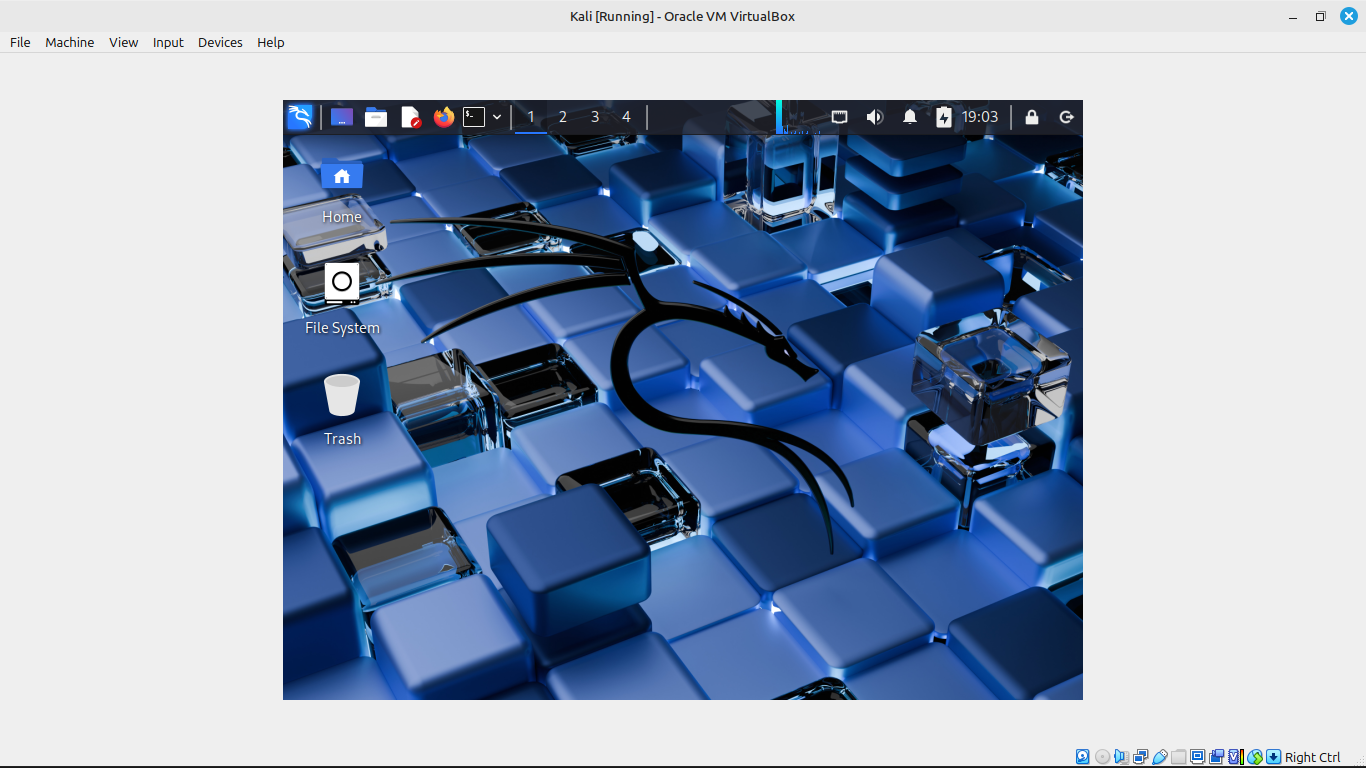 Kali [Running] - Oracle VM VirtualBox
File Machine View Input Devices Help
1 2 3 4 19:03
Home
File System
Trash
Right Ctrl